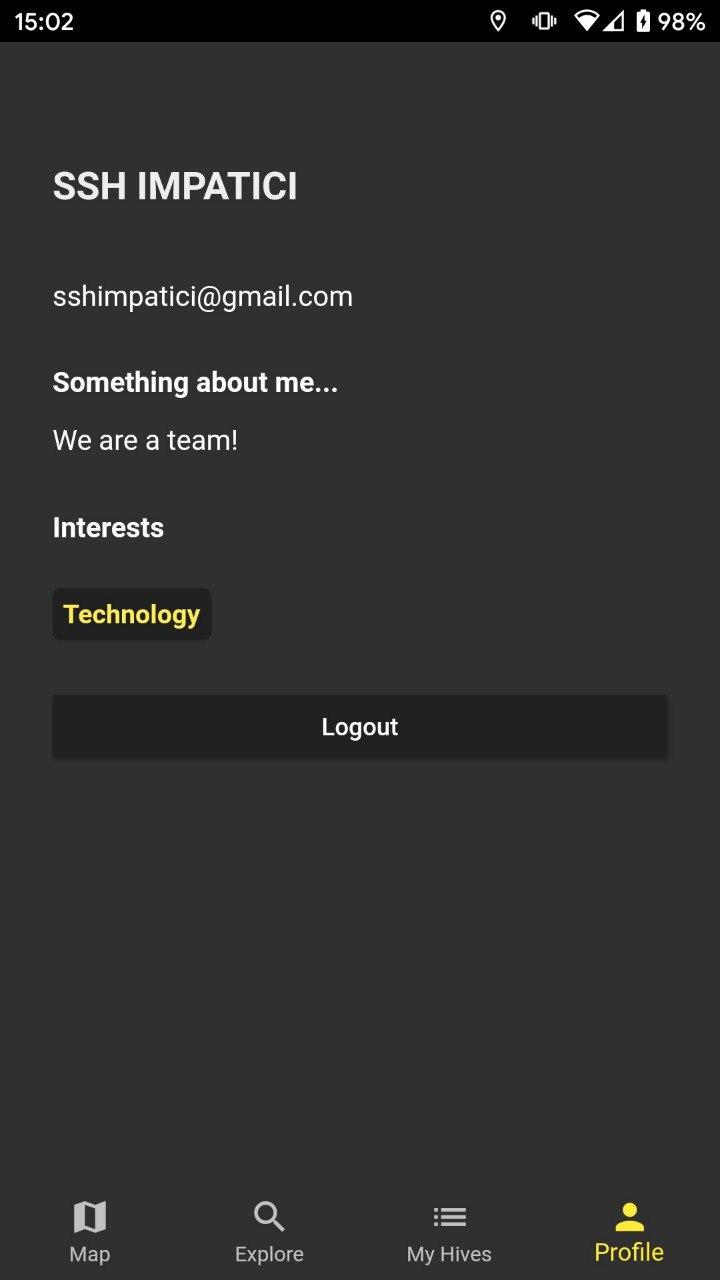 15:02 98%
SSH IMPATICI
sshimpatici@gmail.com
Something about me...
We are a team!
Interests
Technology
Logout
Map Explore My Hives Profile